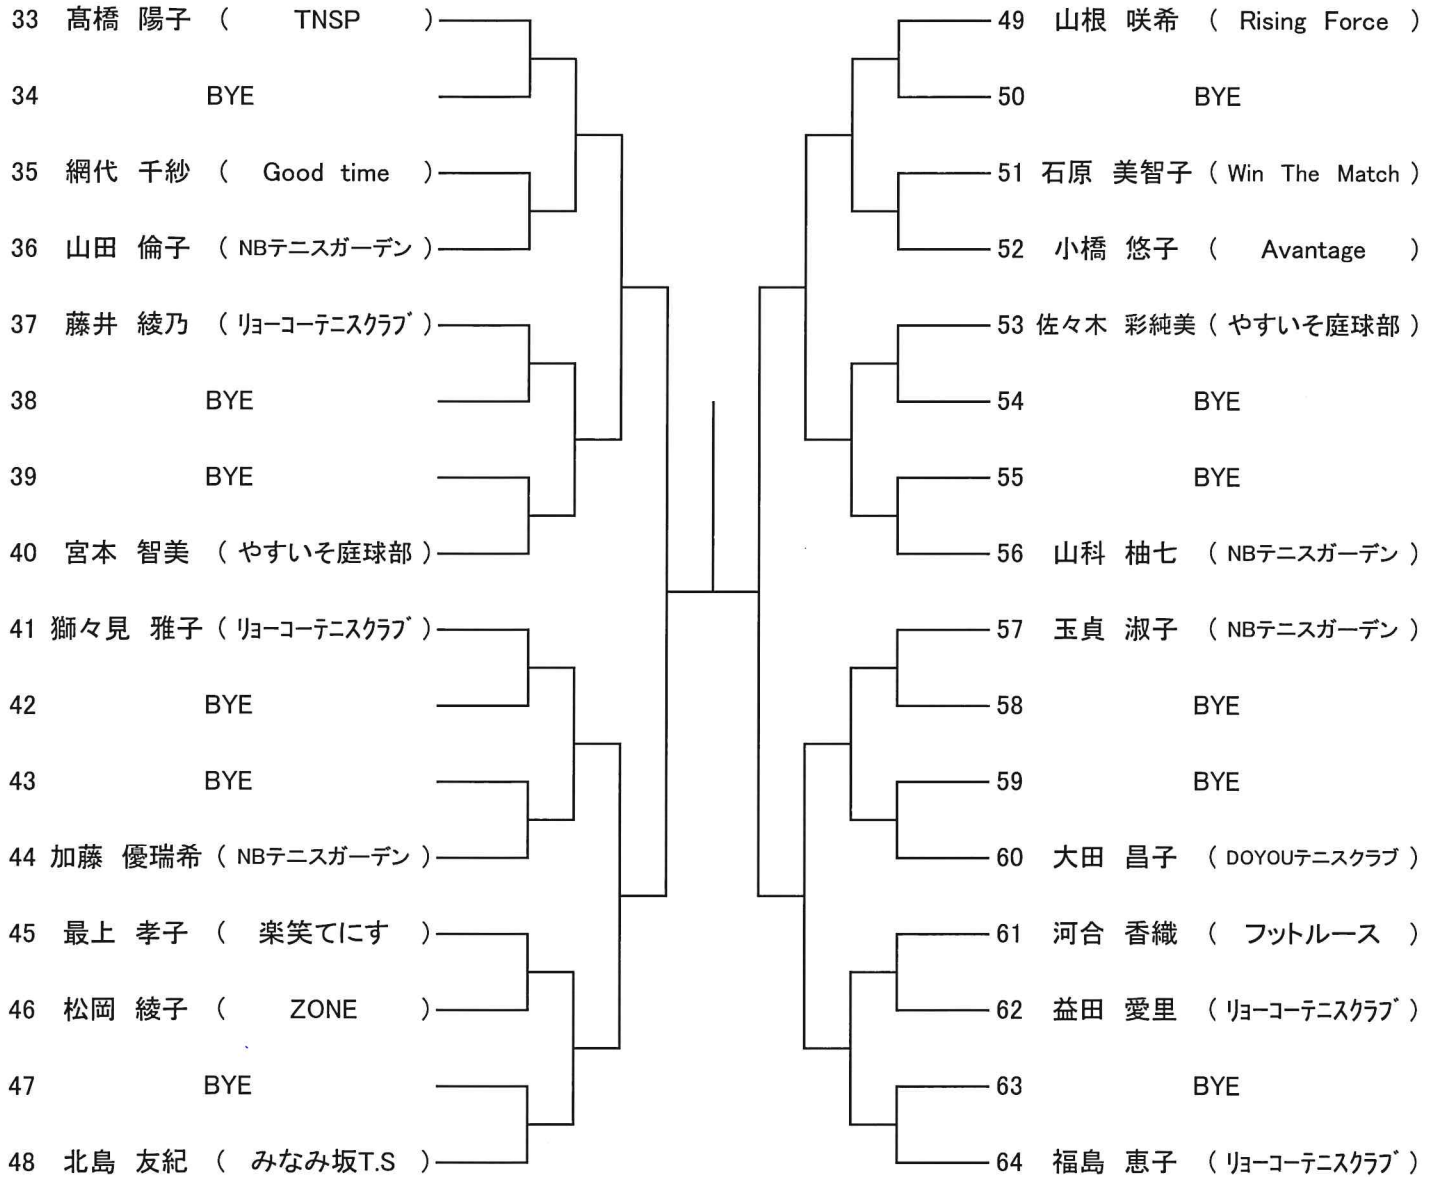 33 髙橋 陽子 ( TNSP )
34 BYE
35 網代 千紗 ( Good time )
36 山田 倫子 ( NBテニスガーデン )
37 藤井 綾乃 ( ﾘｮｰｺｰﾃﾆｽｸﾗﾌﾞ )
38 BYE
39 BYE
40 宮本 智美 ( やすいそ庭球部 )
41 獅々見 雅子 ( ﾘｮｰｺｰﾃﾆｽｸﾗﾌﾞ )
42 BYE
43 BYE
44 加藤 優瑞希 ( NBテニスガーデン )
45 最上 孝子 ( 楽笑てにす )
46 松岡 綾子 ( ZONE )
47 BYE
48 北島 友紀 ( みなみ坂T.S )
49 山根 咲希 ( Rising Force )
50 BYE
51 石原 美智子 ( Win The Match )
52 小橋 悠子 ( Avantage )
53 佐々木 彩純美 ( やすいそ庭球部 )
54 BYE
55 BYE
56 山科 柚七 ( NBテニスガーデン )
57 玉貞 淑子 ( NBテニスガーデン )
58 BYE
59 BYE
60 大田 昌子 ( DOYOUテニスクラブ )
61 河合 香織 ( フットルース )
62 益田 愛里 ( ﾘｮｰｺｰﾃﾆｽｸﾗﾌﾞ )
63 BYE
64 福島 恵子 ( ﾘｮｰｺｰﾃﾆｽｸﾗﾌﾞ )